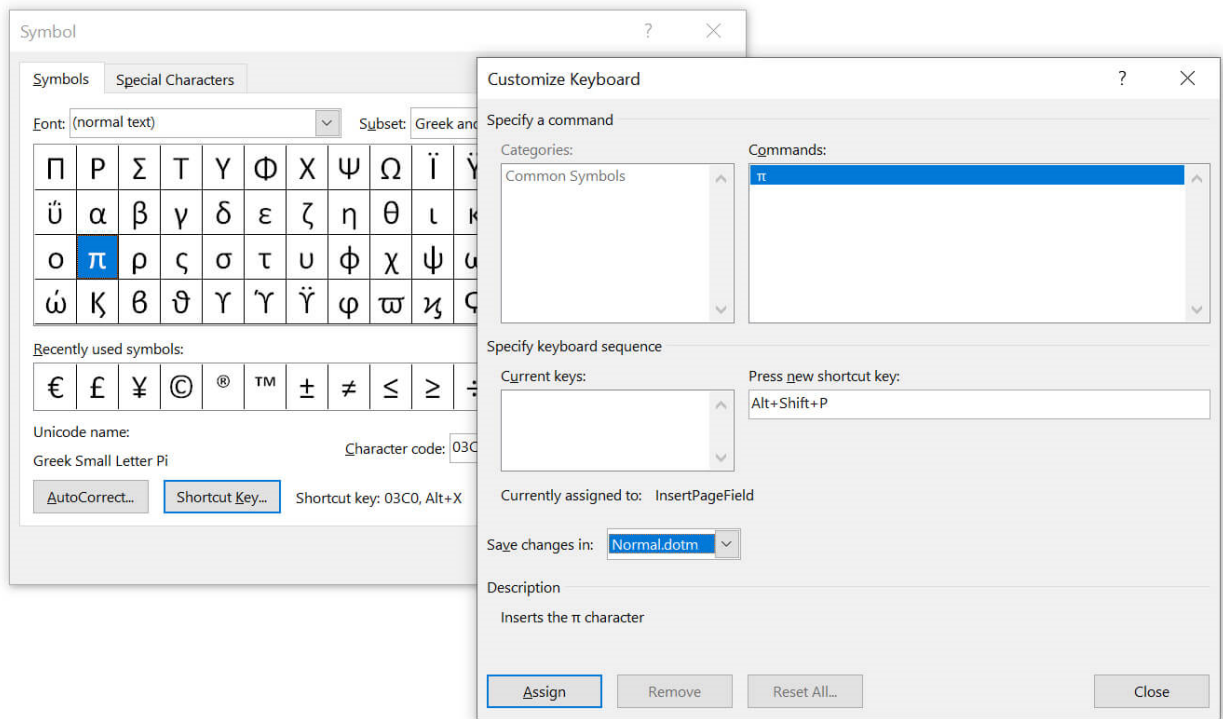 Symbol
Symbols
Special Characters
Font: (normal text)
Subset: Greek and
Π Ρ Σ Τ Υ Φ Χ Ψ Ω Ϊ Ϋ
ΰ α β γ δ ε ζ η θ ι κ
ο π ρ ς σ τ υ φ χ ψ ω
ώ Ϗ ϐ ϑ ϒ ϓ ϔ ϕ ϖ ϗ Ϙ
Recently used symbols:
€ £ ¥ © ® ™ ± ≠ ≤ ≥ ÷
Unicode name:
Greek Small Letter Pi
Character code: 03C
AutoCorrect...
Shortcut Key...
Shortcut key: 03C0, Alt+X
Customize Keyboard
? ×
Specify a command
Categories:
Common Symbols
Commands:
π
Specify keyboard sequence
Current keys:
Press new shortcut key:
Alt+Shift+P
Currently assigned to: InsertPageField
Save changes in: Normal.dotm
Description
Inserts the π character
Assign
Remove
Reset All...
Close